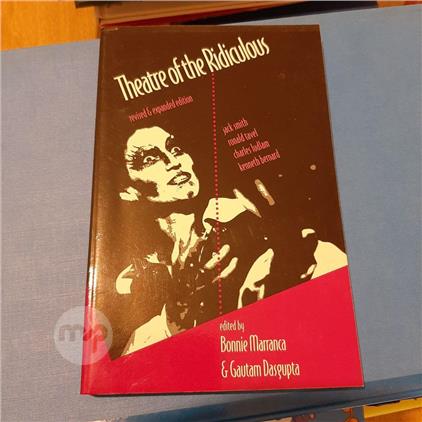 Theatre of the Ridiculous
revised & expanded edition
jack smith
ronald tavel
charles ludlam
kenneth bernard
edited by
Bonnie Marranca
& Gautam Dasgupta